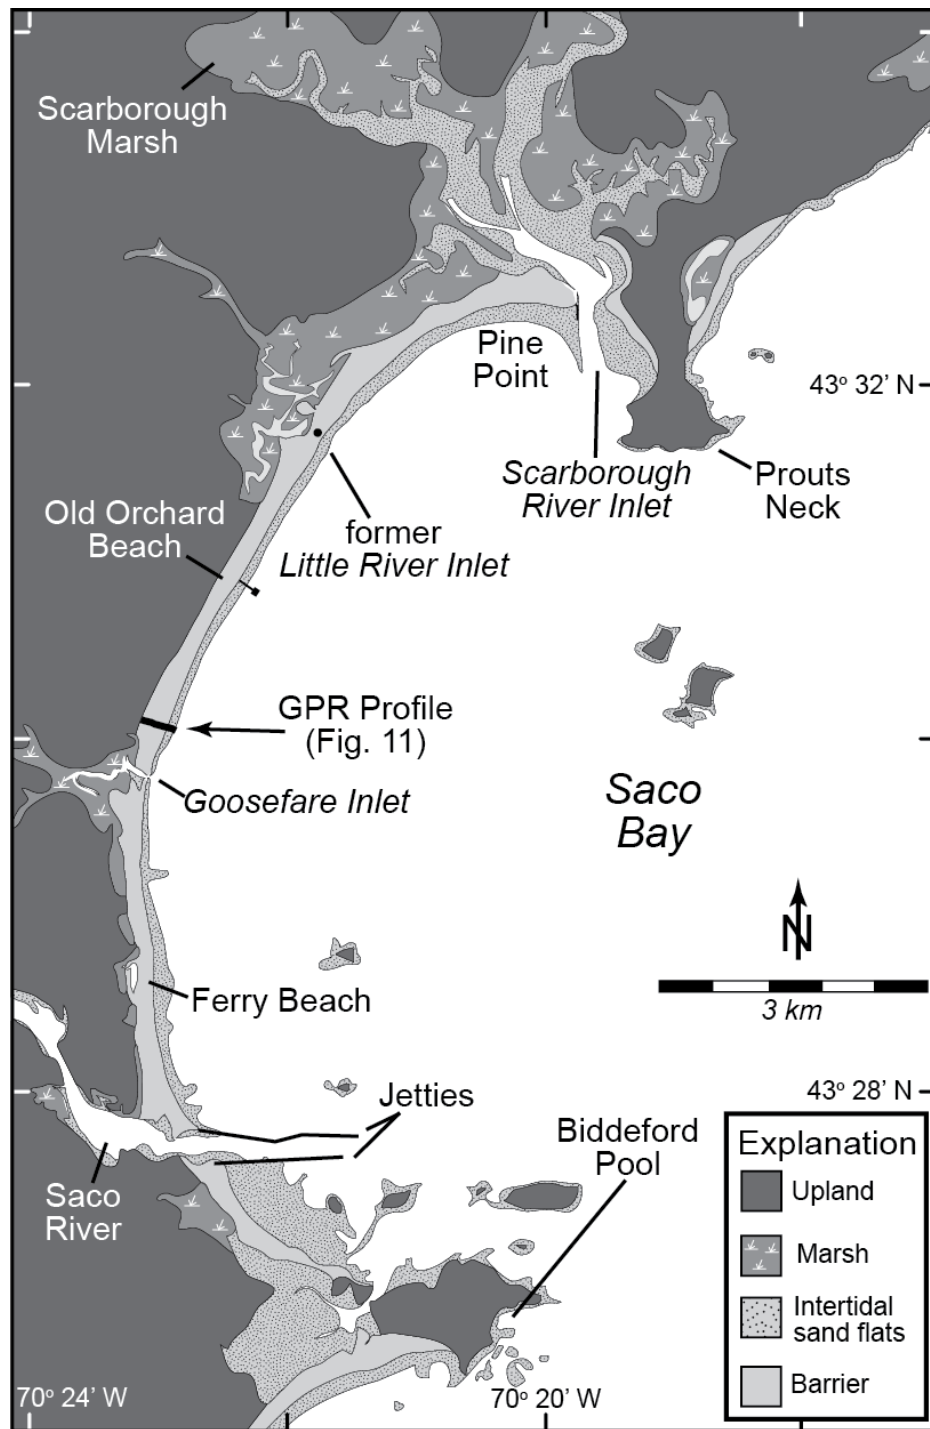 Scarborough
Marsh
Pine
Point
43° 32' N
Scarborough
River Inlet
Prouts
Neck
Old Orchard
Beach
former
Little River Inlet
GPR Profile
(Fig. 11)
Goosefare Inlet
Saco
Bay
N
Ferry Beach
3 km
Jetties
43° 28' N
Biddeford
Pool
Saco
River
Explanation
Upland
Marsh
Intertidal
sand flats
Barrier
70° 24' W
70° 20' W